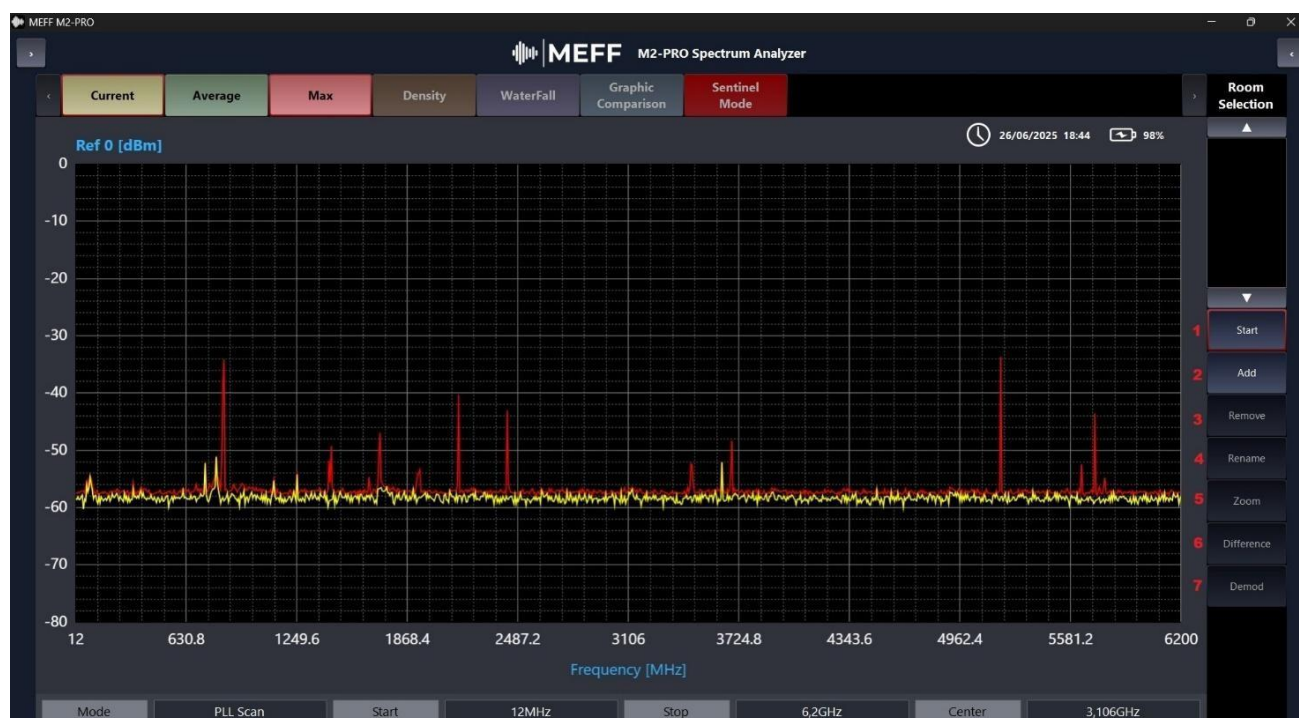 MEFF M2-PRO
MEFF M2-PRO Spectrum Analyzer
Current
Average
Max
Density
WaterFall
Graphic
Comparison
Sentinel
Mode
Room
Selection
26/06/2025 18:44
98%
Ref 0 [dBm]
0
-10
-20
-30
-40
-50
-60
-70
-80
12 630.8 1249.6 1868.4 2487.2 3106 3724.8 4343.6 4962.4 5581.2 6200
Frequency [MHz]
1 Start
2 Add
3 Remove
4 Rename
5 Zoom
6 Difference
7 Demod
Mode PLL Scan Start 12MHz Stop 6,2GHz Center 3,106GHz